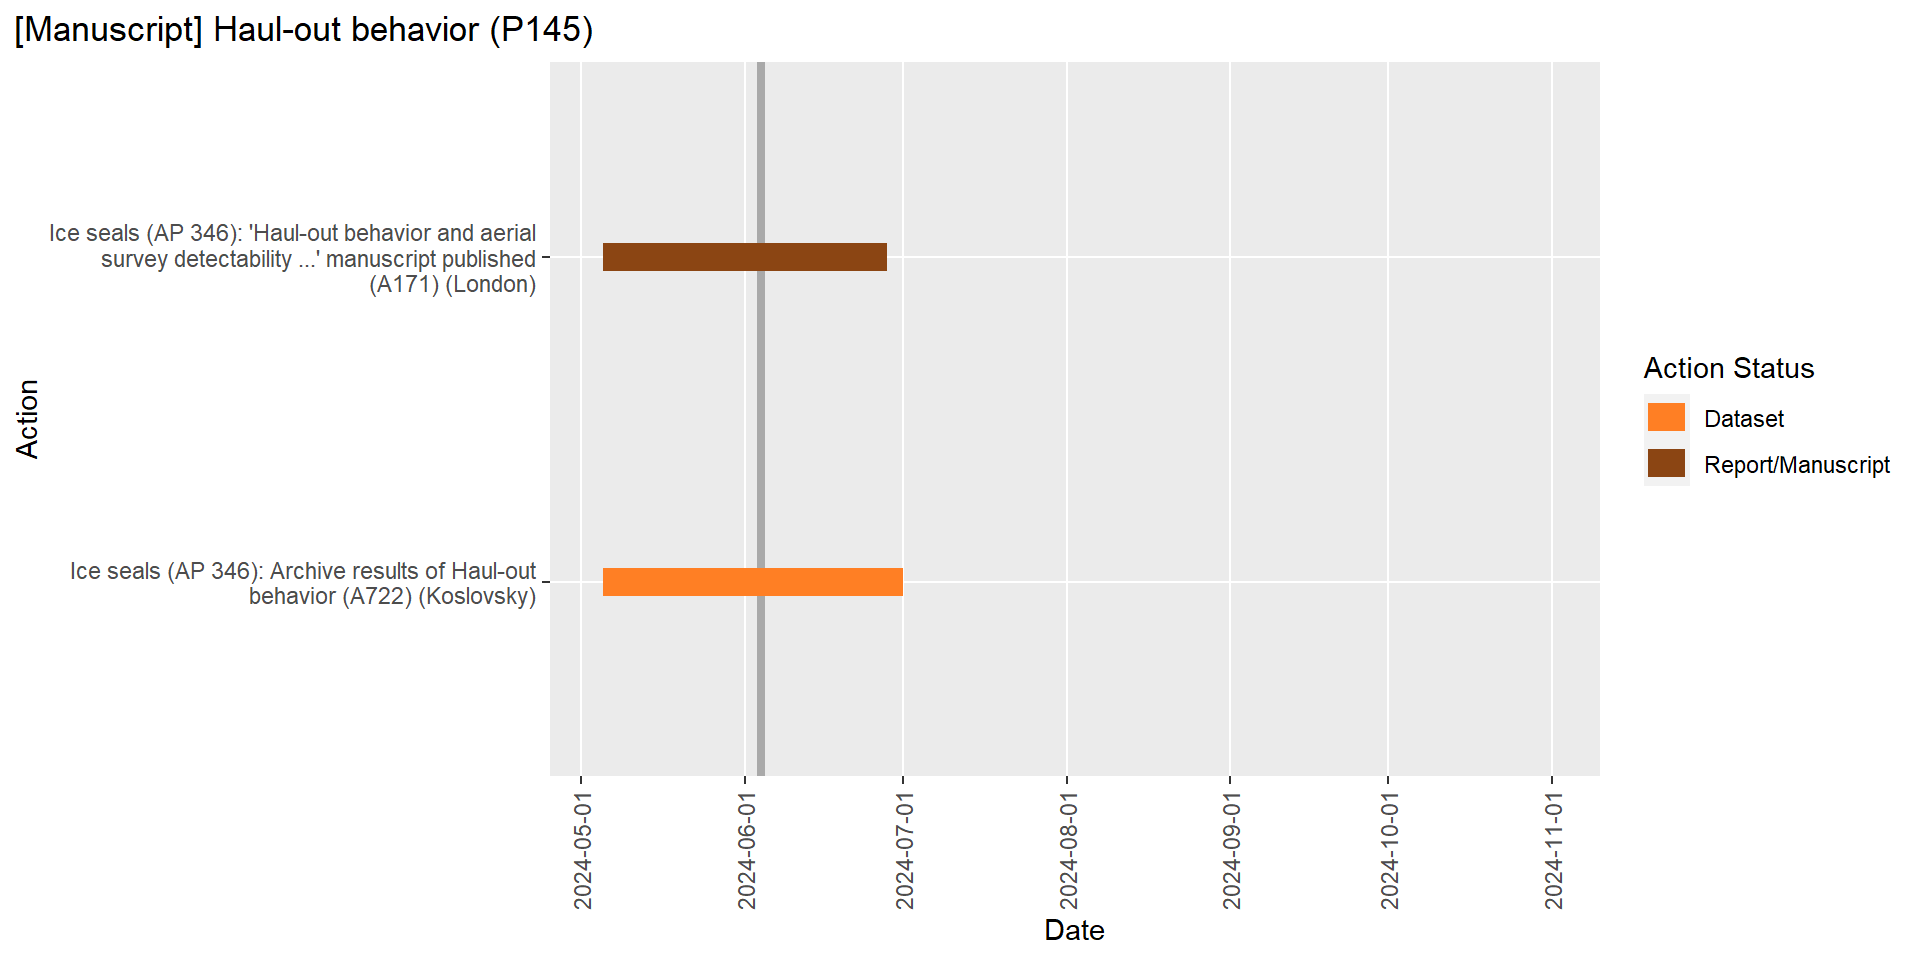 [Manuscript] Haul-out behavior (P145)
Ice seals (AP 346): 'Haul-out behavior and aerial
survey detectability ...' manuscript published
(A171) (London)
Action
Ice seals (AP 346): Archive results of Haul-out
behavior (A722) (Koslovsky)
Action Status
Dataset
Report/Manuscript
2024-05-01
2024-06-01
2024-07-01
2024-08-01
2024-09-01
2024-10-01
2024-11-01
Date